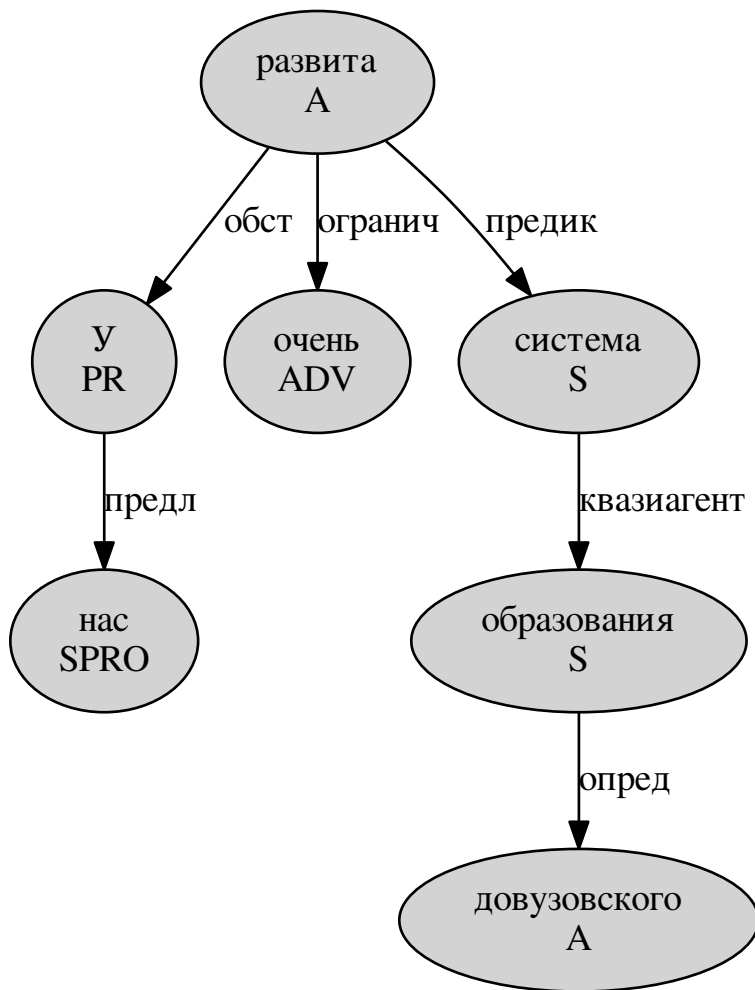 развита
A
обст
огранич
предик
У
PR
очень
ADV
система
S
предл
квазиагент
нас
SPRO
образования
S
опред
довузовского
A